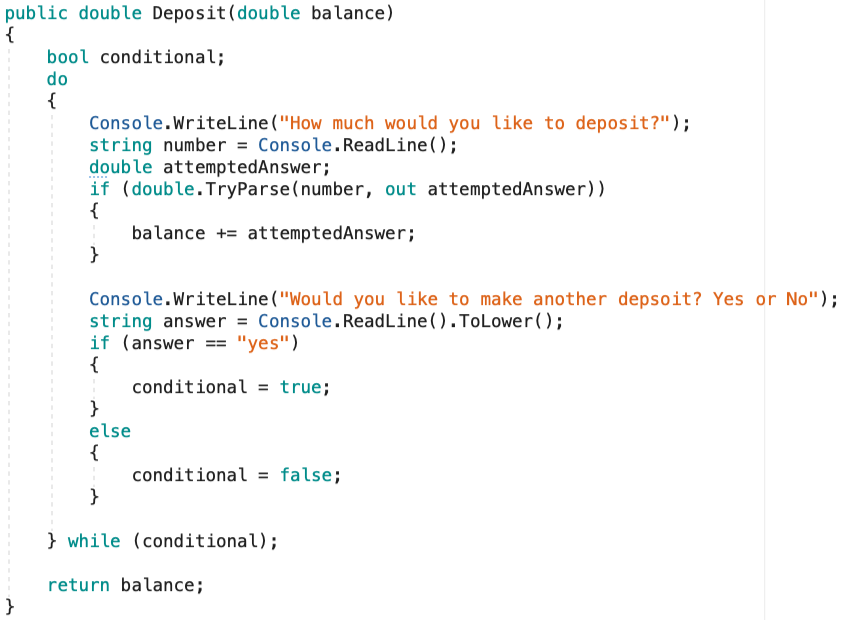 public double Deposit(double balance)
{
    bool conditional;
    do
    {
        Console.WriteLine("How much would you like to deposit?");
        string number = Console.ReadLine();
        double attemptedAnswer;
        if (double.TryParse(number, out attemptedAnswer))
        {
            balance += attemptedAnswer;
        }

        Console.WriteLine("Would you like to make another depsoit? Yes or No");
        string answer = Console.ReadLine().ToLower();
        if (answer == "yes")
        {
            conditional = true;
        }
        else
        {
            conditional = false;
        }

    } while (conditional);

    return balance;
}